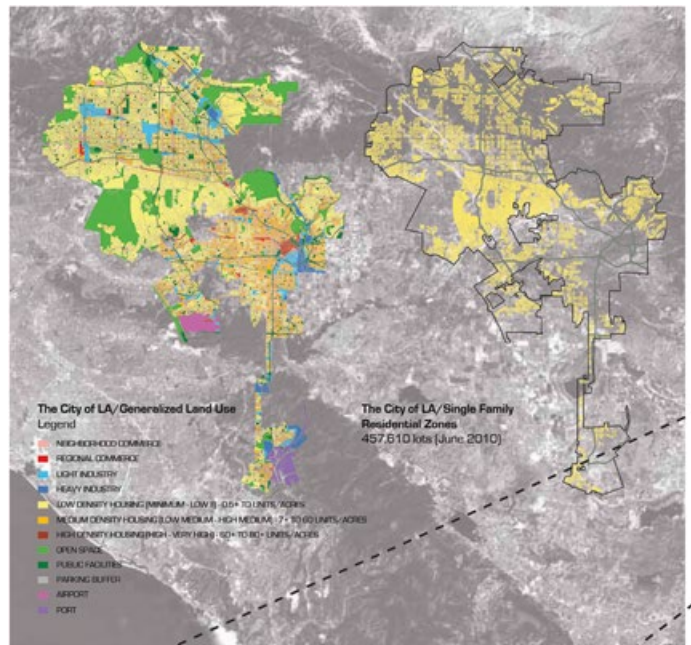 The City of LA/Generalized Land Use
Legend
NEIGHBORHOOD COMMERCE
REGIONAL COMMERCE
LIGHT INDUSTRY
HEAVY INDUSTRY
LOW DENSITY HOUSING (MINIMUM - LOW II) - 0.5+ TO UNITS/ACRES
MEDIUM DENSITY HOUSING (LOW MEDIUM - HIGH MEDIUM) - 7+ TO 60 UNITS/ACRES
HIGH DENSITY HOUSING (HIGH - VERY HIGH) - 60+ TO 80+ UNITS/ACRES
OPEN SPACE
PUBLIC FACILITIES
PARKING BUFFER
AIRPORT
PORT
The City of LA/Single Family
Residential Zones
457,610 lots (June 2010)